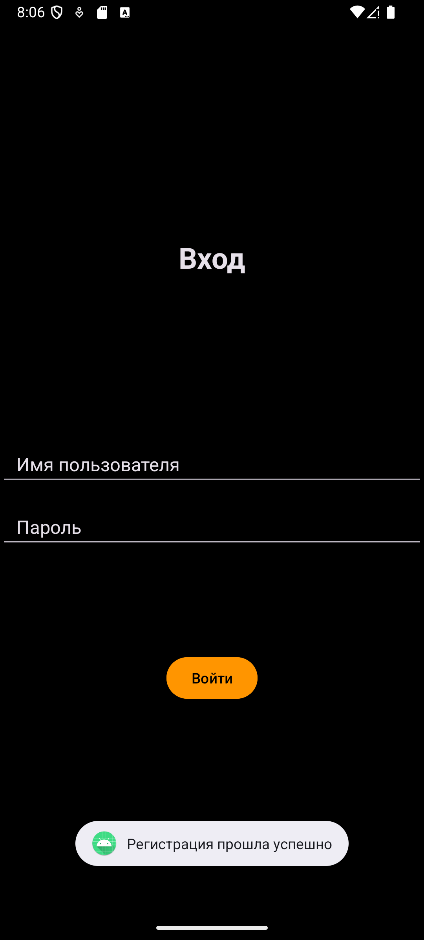 8:06
Вход
Имя пользователя
Пароль
Войти
Регистрация прошла успешно